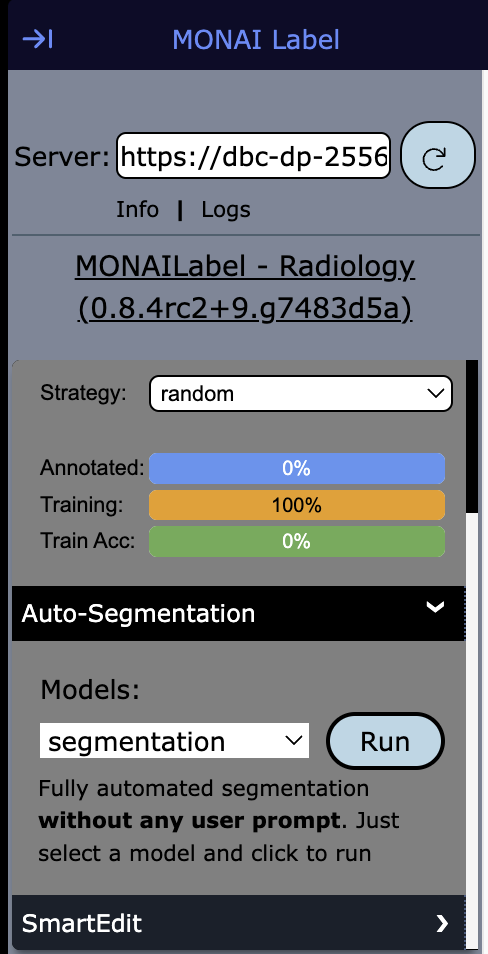 MONAI Label
Server: https://dbc-dp-2556
Info | Logs
MONAILabel - Radiology
(0.8.4rc2+9.g7483d5a)
Strategy: random
Annotated: 0%
Training: 100%
Train Acc: 0%
Auto-Segmentation
Models:
segmentation Run
Fully automated segmentation
without any user prompt. Just
select a model and click to run
SmartEdit